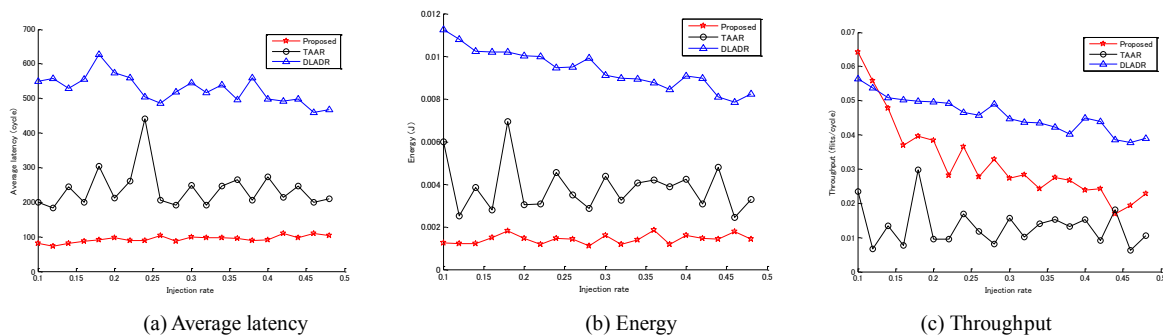 800
700
600
500
400
300
200
100
0
0.1
0.15
0.2
0.25
0.3
0.35
0.4
0.45
0.5
Average latency (cycle)
Injection rate
Proposed
TAAR
DLADR
(a) Average latency
0.012
0.01
0.008
0.006
0.004
0.0002
0
0.1
0.15
0.2
0.25
0.3
0.35
0.4
0.45
0.5
Energy (J)
Injection rate
Proposed
TAAR
DLADR
(b) Energy
0.07
0.06
0.05
0.04
0.03
0.02
0.01
0
0.1
0.15
0.2
0.25
0.3
0.35
0.4
0.45
0.5
Throughput (flits/cycle)
Injection rate
Proposed
TAAR
DLADR
(c) Throughput